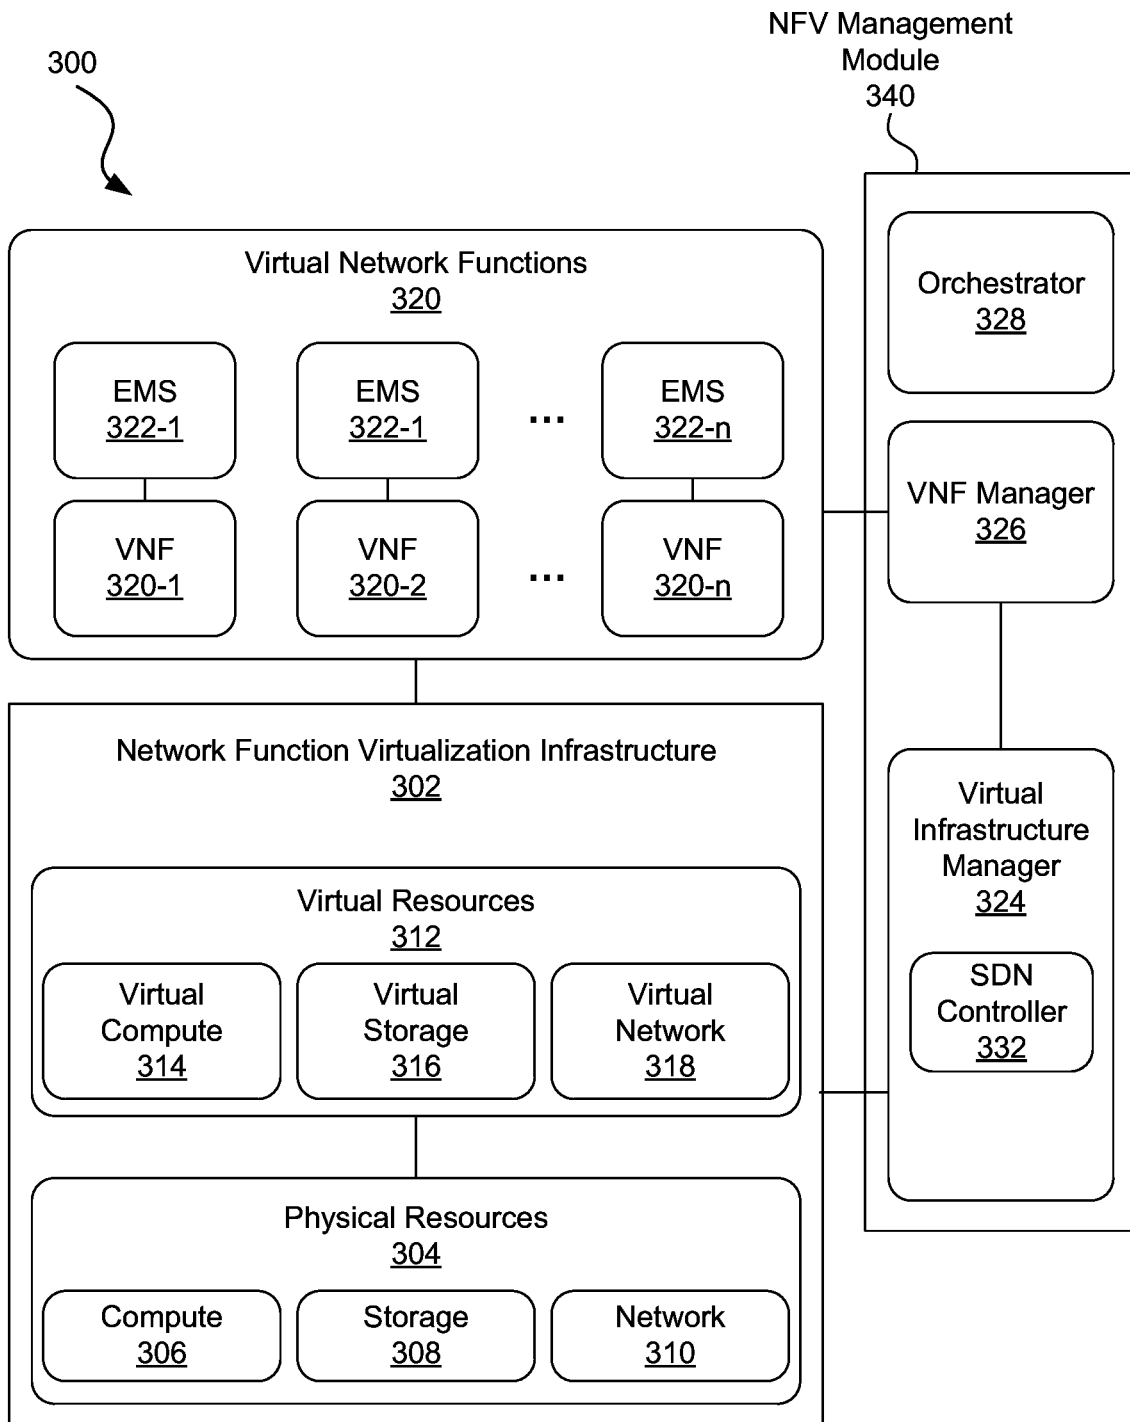 NFV Management
Module
340
300
Virtual Network Functions
320
EMS
322-1
EMS
322-1
...
EMS
322-n
VNF
320-1
VNF
320-2
...
VNF
320-n
Orchestrator
328
VNF Manager
326
Network Function Virtualization Infrastructure
302
Virtual Resources
312
Virtual
Compute
314
Virtual
Storage
316
Virtual
Network
318
Virtual
Infrastructure
Manager
324
SDN
Controller
332
Physical Resources
304
Compute
306
Storage
308
Network
310